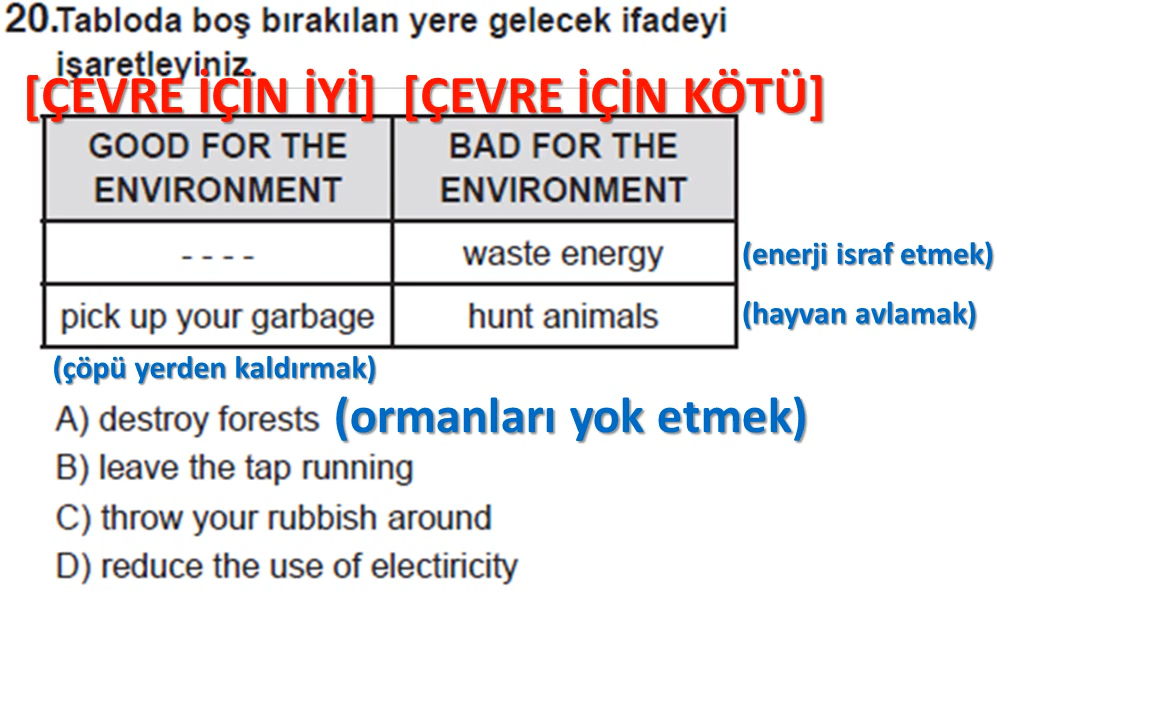 20.Tabloda boş bırakılan yere gelecek ifadeyi
işaretleyiniz.
[ÇEVRE İÇİN İYİ] [ÇEVRE İÇİN KÖTÜ]
GOOD FOR THE ENVIRONMENT
BAD FOR THE ENVIRONMENT
- - - -
waste energy (enerji israf etmek)
pick up your garbage
hunt animals (hayvan avlamak)
(çöpü yerden kaldırmak)
A) destroy forests (ormanları yok etmek)
B) leave the tap running
C) throw your rubbish around
D) reduce the use of electiricity